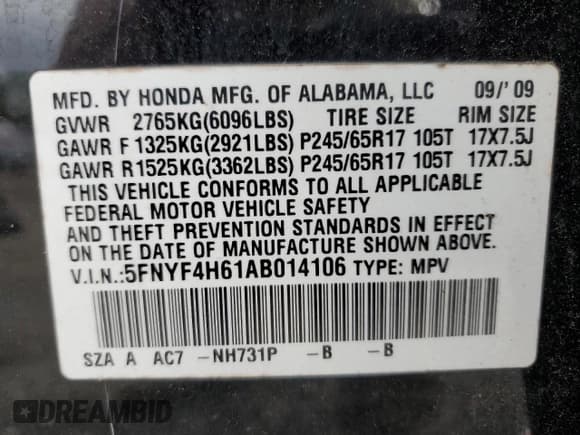 MFD. BY HONDA MFG. OF ALABAMA, LLC 09/'09
GVWR 2765KG(6096LBS) TIRE SIZE RIM SIZE
GAWR F 1325KG(2921LBS) P245/65R17 105T 17X7.5J
GAWR R1525KG(3362LBS) P245/65R17 105T 17X7.5J
THIS VEHICLE CONFORMS TO ALL APPLICABLE
FEDERAL MOTOR VEHICLE SAFETY
AND THEFT PREVENTION STANDARDS IN EFFECT
ON THE DATE OF MANUFACTURE SHOWN ABOVE.
V.I.N.:5FNYF4H61AB014106 TYPE: MPV
SZA A AC7 -NH731P -B -B
DREAMBID